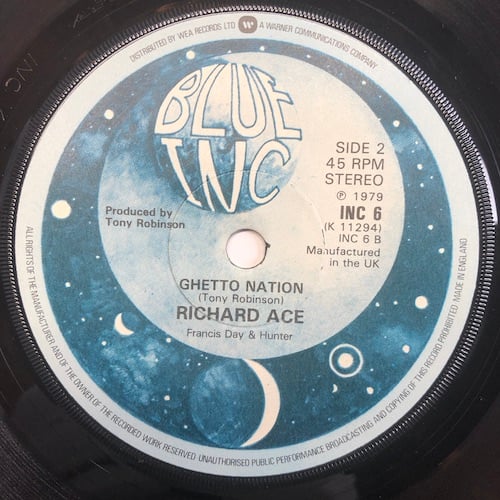 DISTRIBUTED BY WEA RECORDS LTD W A WARNER COMMUNICATIONS COMPANY
BLUE
INC
SIDE 2
45 RPM
STEREO
℗ 1979
INC 6
(K 11294)
INC 6 B
Manufactured
in the UK
Produced by
Tony Robinson
GHETTO NATION
(Tony Robinson)
RICHARD ACE
Francis Day & Hunter
ALL RIGHTS OF THE MANUFACTURER AND OF THE OWNER OF THE RECORDED WORK RESERVED UNAUTHORISED PUBLIC PERFORMANCE BROADCASTING AND COPYING OF THIS RECORD PROHIBITED MADE IN ENGLAND
INC